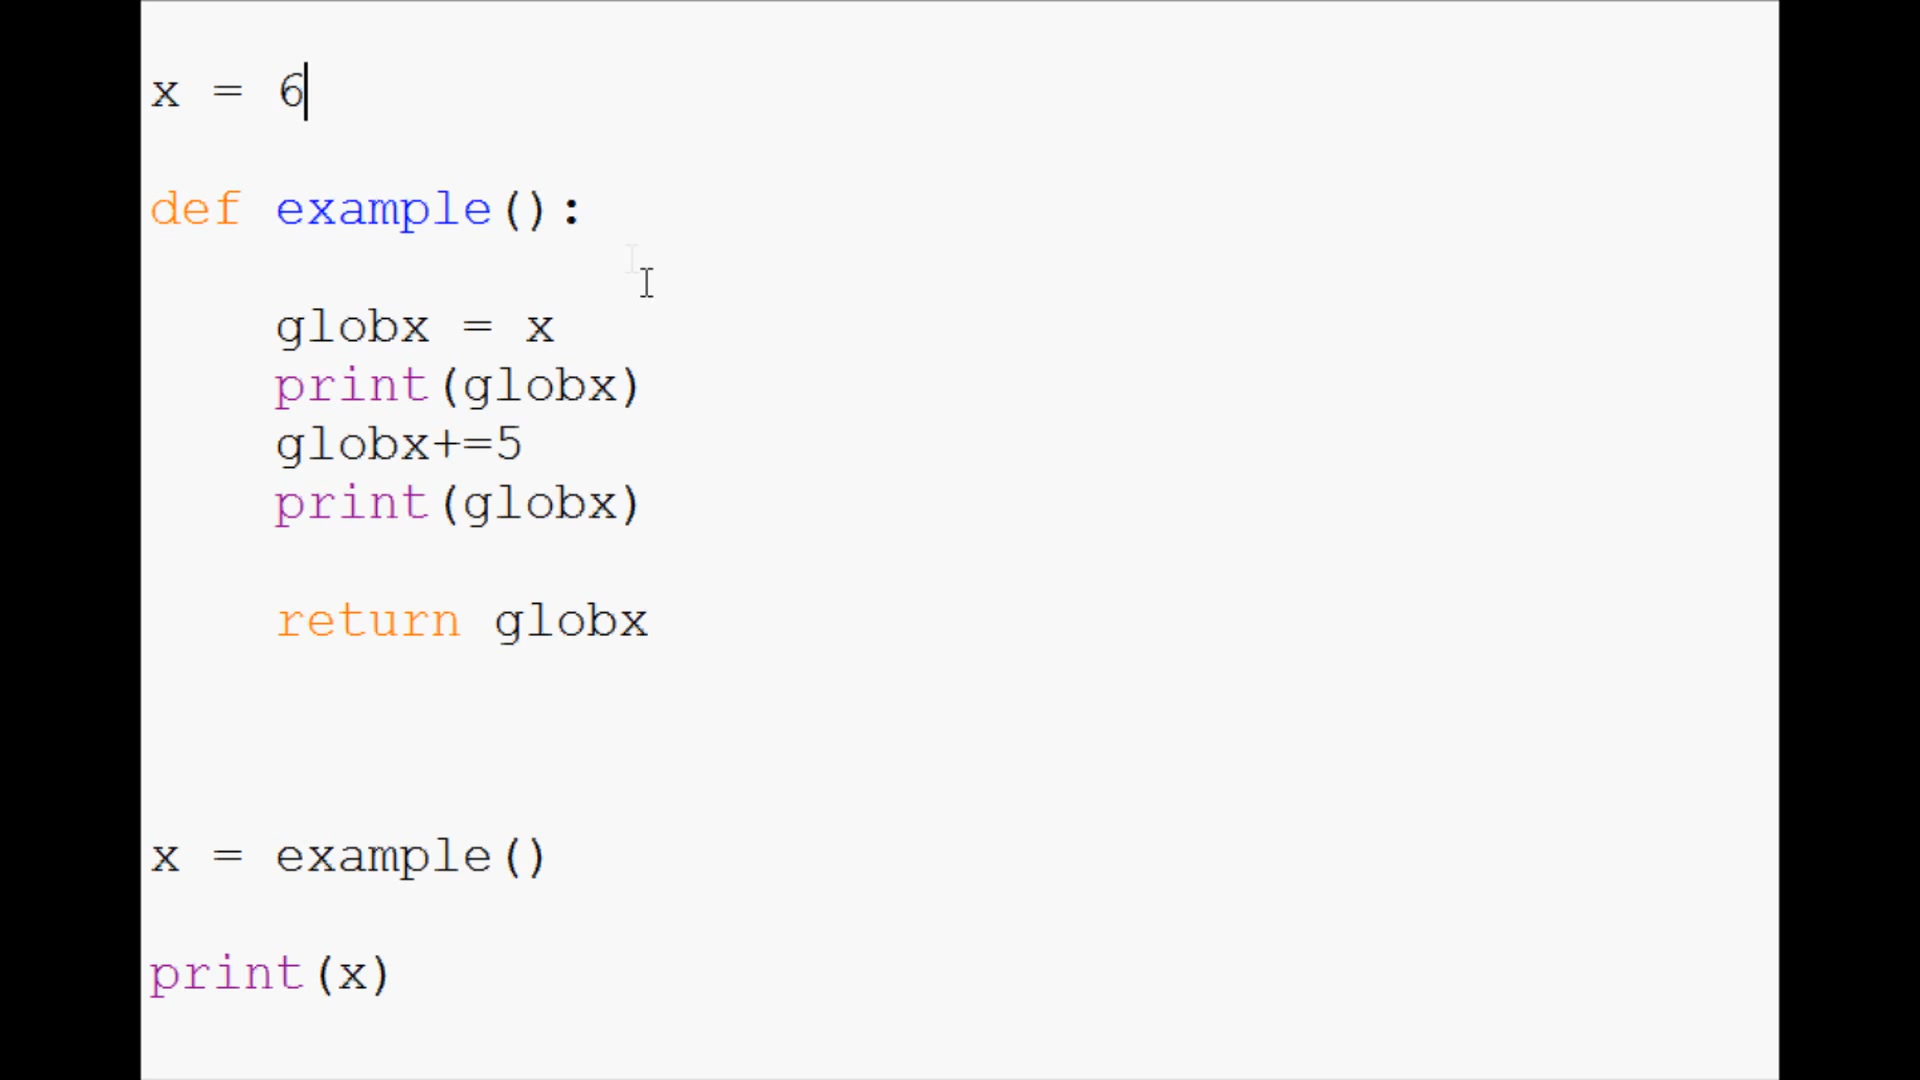 x = 6
def example():
    globx = x
    print(globx)
    globx+=5
    print(globx)
    return globx
x = example()
print(x)